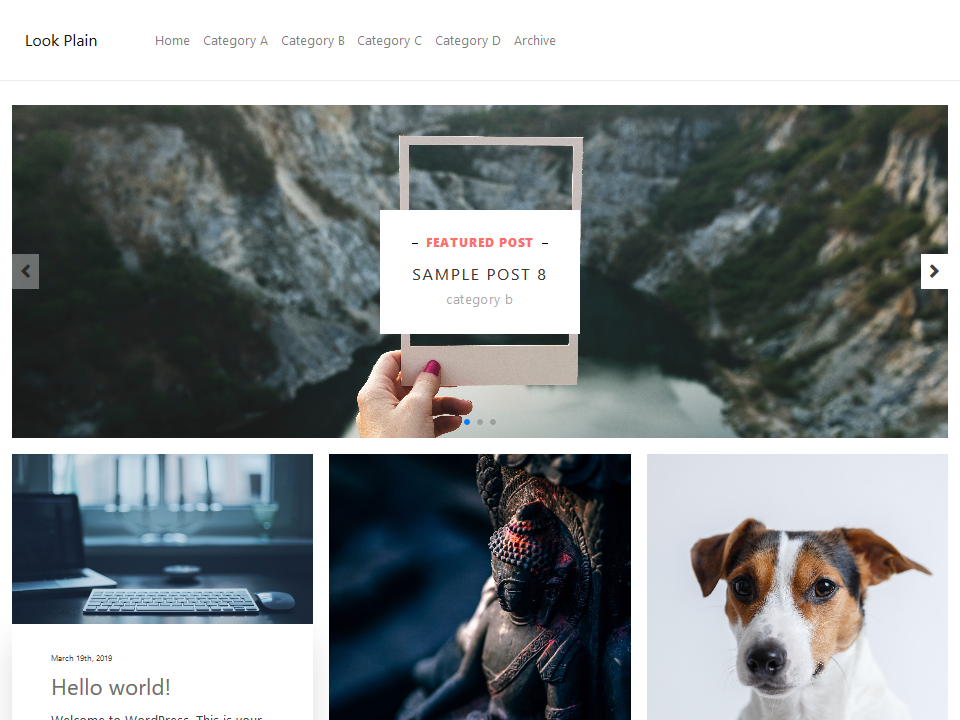 Look Plain
Home Category A Category B Category C Category D Archive
– FEATURED POST –
SAMPLE POST 8
category b
March 19th, 2019
Hello world!
Welcome to WordPress. This is your